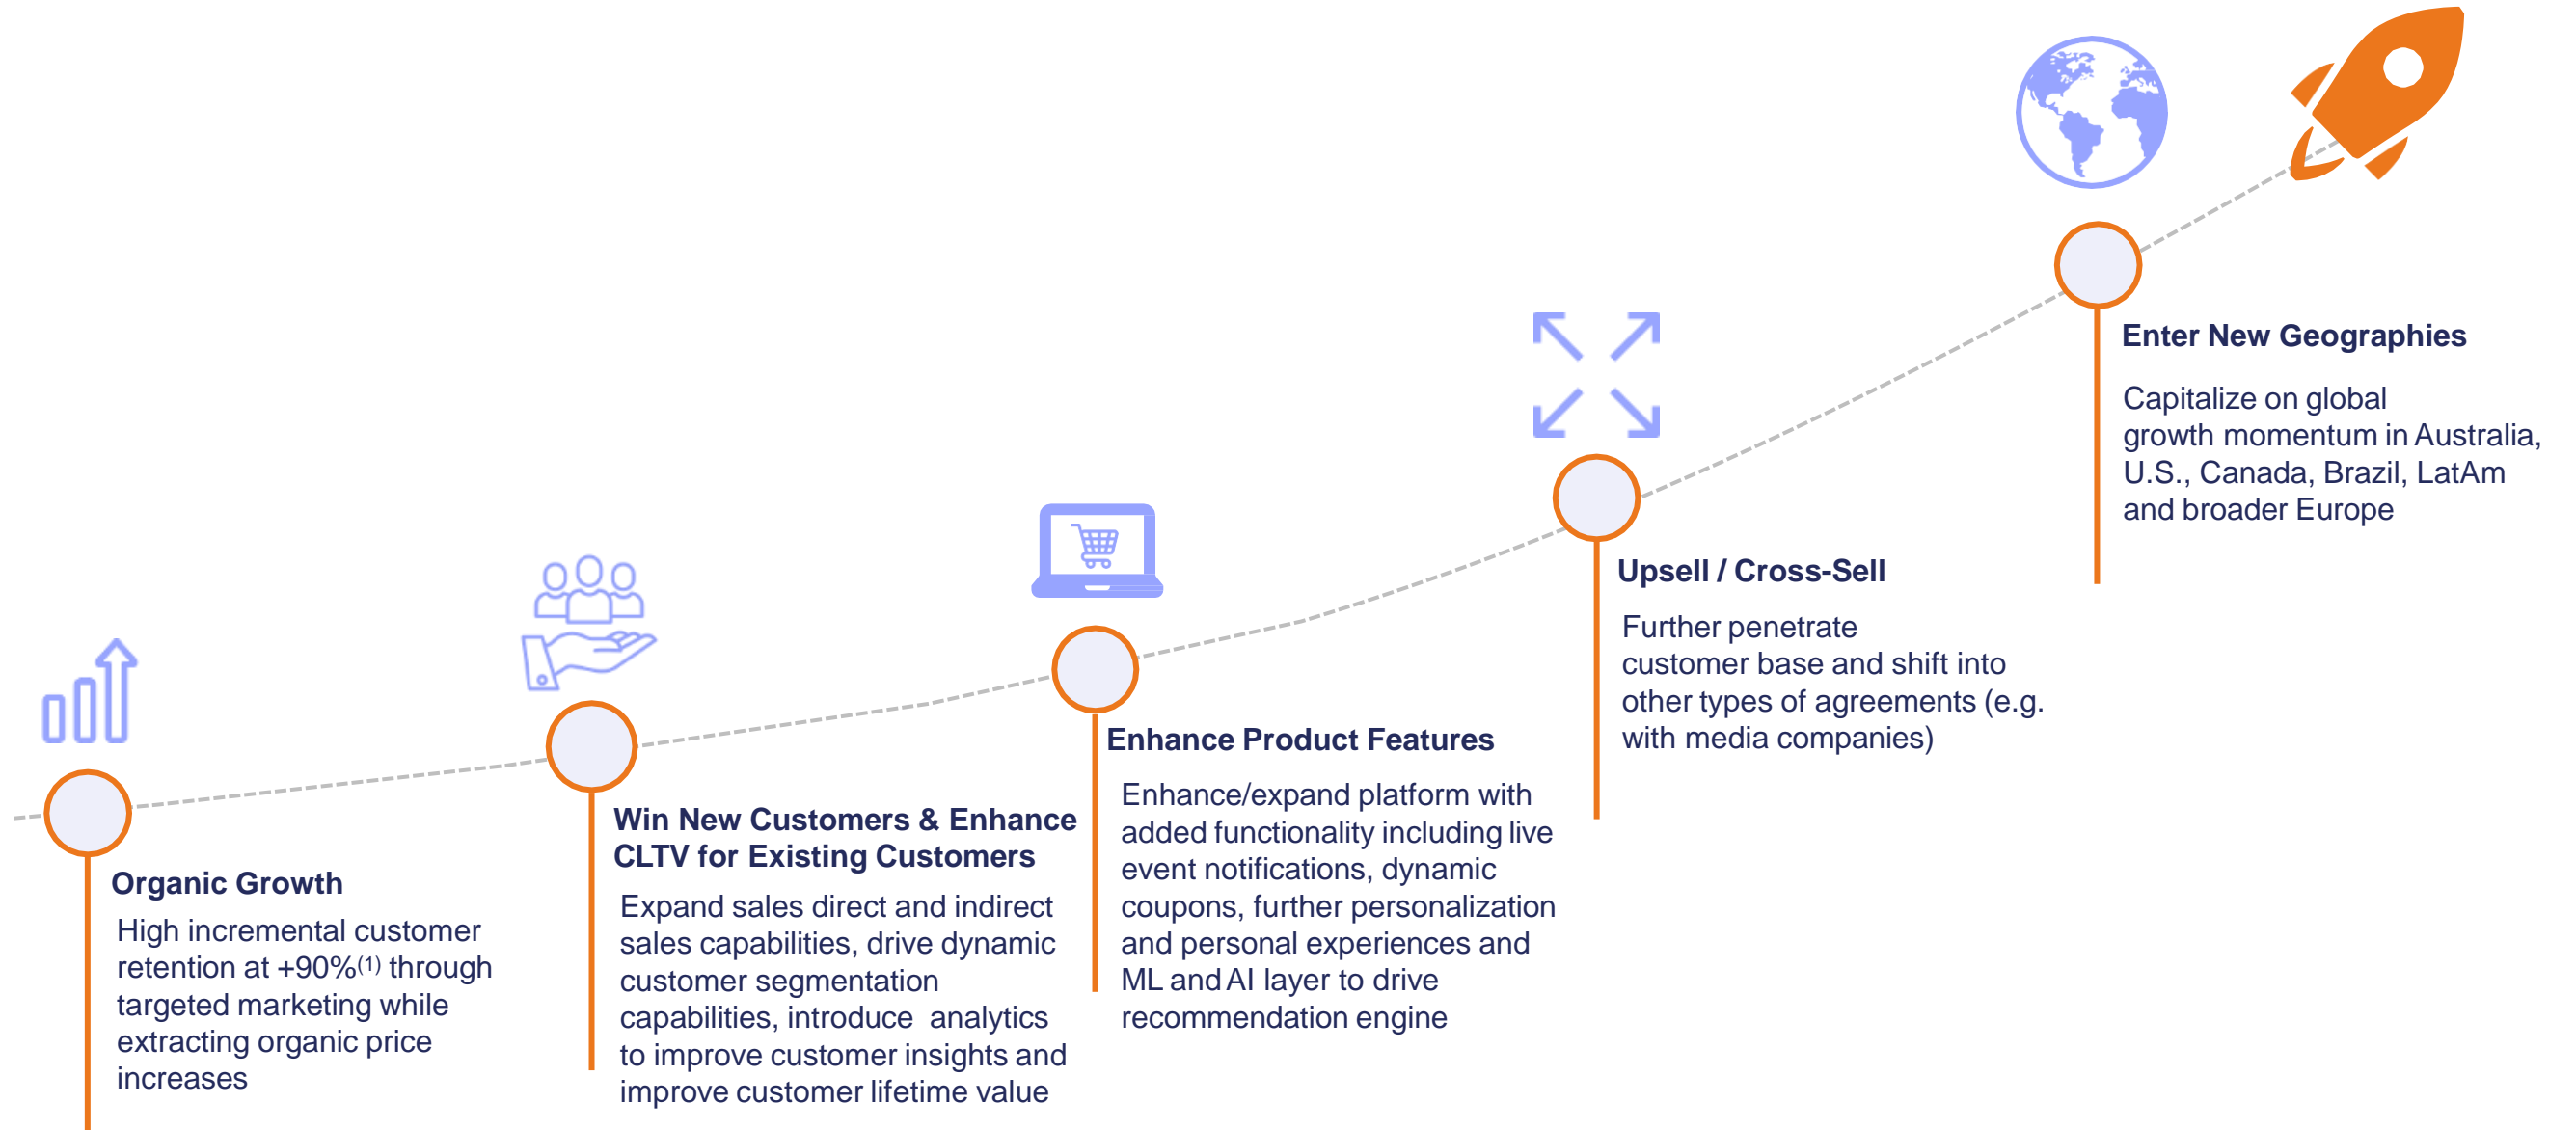 Organic Growth
High incremental customer
retention at +90%(1) through
targeted marketing while
extracting organic price
increases
Win New Customers & Enhance
CLTV for Existing Customers
Expand sales direct and indirect
sales capabilities, drive dynamic
customer segmentation
capabilities, introduce analytics
to improve customer insights and
improve customer lifetime value
Enhance Product Features
Enhance/expand platform with
added functionality including live
event notifications, dynamic
coupons, further personalization
and personal experiences and
ML and AI layer to drive
recommendation engine
Upsell / Cross-Sell
Further penetrate
customer base and shift into
other types of agreements (e.g.
with media companies)
Enter New Geographies
Capitalize on global
growth momentum in Australia,
U.S., Canada, Brazil, LatAm
and broader Europe